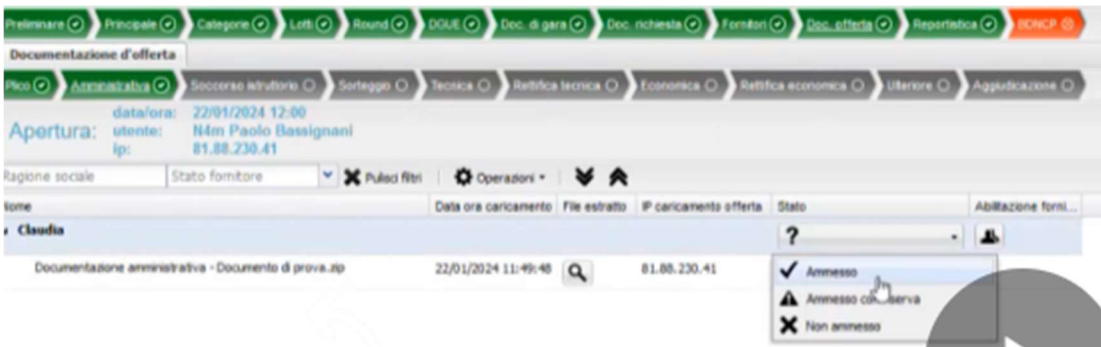 Preliminare Principale Categorie Lotti Round DGUE Doc. di gara Doc. richiesta Fornitori Doc. offerta Reportistica BDNCP
Documentazione d'offerta
Plico Amministrativa Soccorso istruttorio Sorteggio Tecnica Rettifica tecnica Economica Rettifica economica Ulteriore Aggiudicazione
Apertura:
data/ora: 22/01/2024 12:00
utente: N4m Paolo Bassignani
ip: 81.88.230.41
Ragione sociale Stato fornitore Pulisci filtri Operazioni
Nome Data ora caricamento File estratto IP caricamento offerta Stato Abilitazione forni...
Claudia ?
Documentazione amministrativa - Documento di prova.zip 22/01/2024 11:49:48 81.88.230.41
Ammesso
Ammesso con riserva
Non ammesso